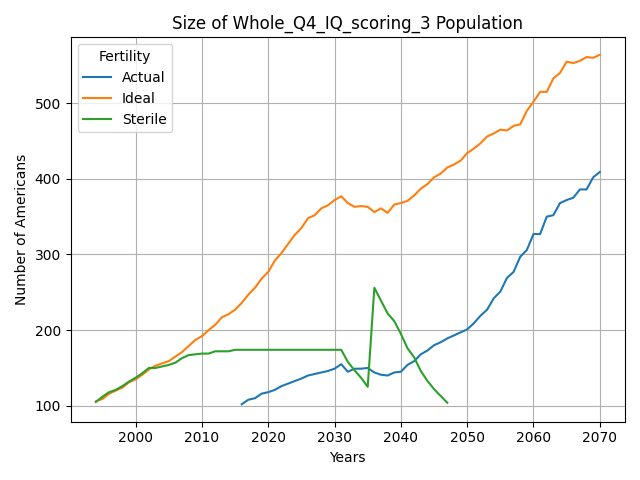 Size of Whole_Q4_IQ_scoring_3 Population
Fertility
Actual
Ideal
Sterile
Number of Americans
500
400
300
200
100
2000 2010 2020 2030 2040 2050 2060 2070
Years